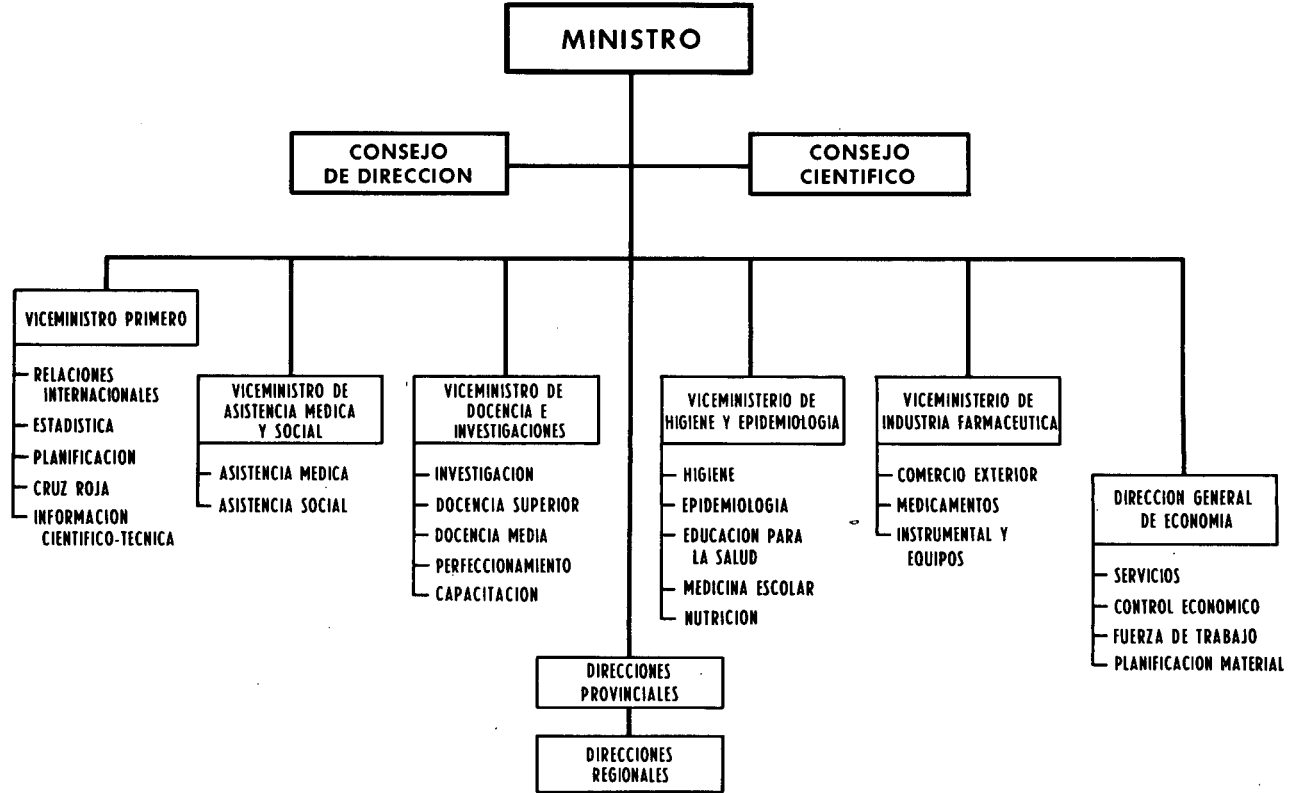 MINISTRO
CONSEJO
DE DIRECCION
CONSEJO
CIENTIFICO
VICEMINISTRO PRIMERO
RELACIONES
INTERNACIONALES
ESTADISTICA
PLANIFICACION
CRUZ ROJA
INFORMACION
CIENTIFICO-TECNICA
VICEMINISTRO DE
ASISTENCIA MEDICA
Y SOCIAL
ASISTENCIA MEDICA
ASISTENCIA SOCIAL
VICEMINISTRO DE
DOCENCIA E
INVESTIGACIONES
INVESTIGACION
DOCENCIA SUPERIOR
DOCENCIA MEDIA
PERFECCIONAMIENTO
CAPACITACION
VICEMINISTERIO DE
HIGIENE Y EPIDEMIOLOGIA
HIGIENE
EPIDEMIOLOGIA
EDUCACION PARA
LA SALUD
MEDICINA ESCOLAR
NUTRICION
VICEMINISTERIO DE
INDUSTRIA FARMACEUTICA
COMERCIO EXTERIOR
MEDICAMENTOS
INSTRUMENTAL Y
EQUIPOS
DIRECCION GENERAL
DE ECONOMIA
SERVICIOS
CONTROL ECONOMICO
FUERZA DE TRABAJO
PLANIFICACION MATERIAL
DIRECCIONES
PROVINCIALES
DIRECCIONES
REGIONALES